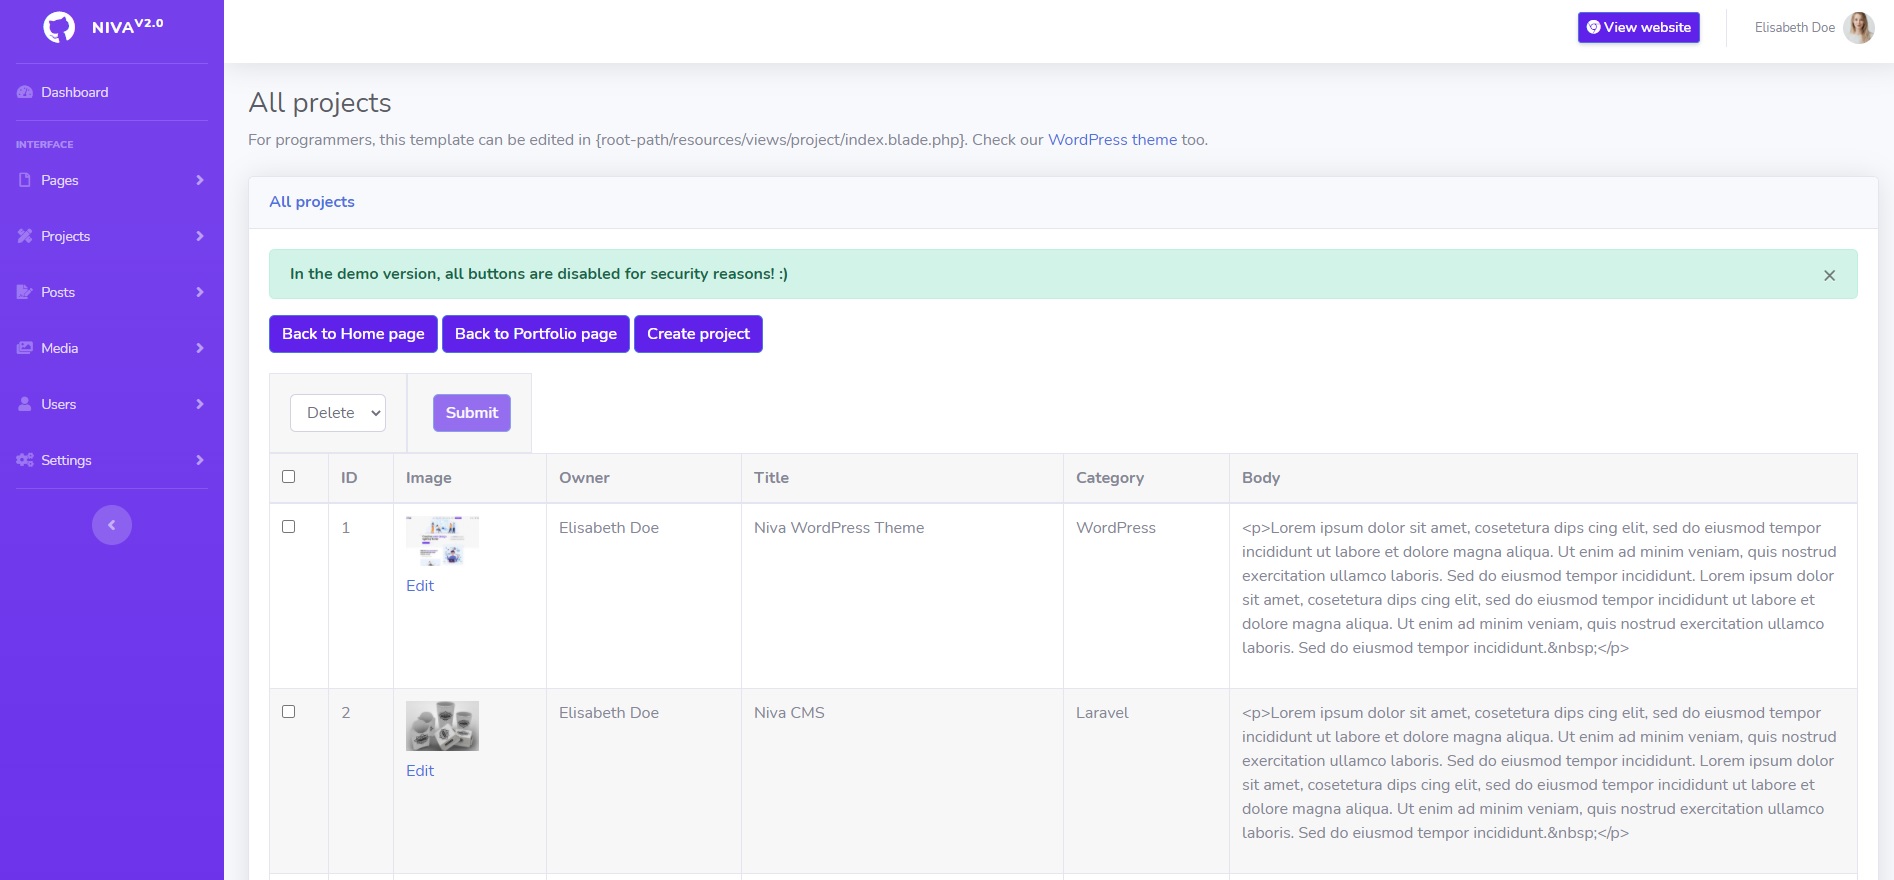 NIVA V2.0
View website
Elisabeth Doe
Dashboard
INTERFACE
Pages
Projects
Posts
Media
Users
Settings
All projects
For programmers, this template can be edited in {root-path/resources/views/project/index.blade.php}. Check our WordPress theme too.
All projects
In the demo version, all buttons are disabled for security reasons! :)
×
Back to Home page
Back to Portfolio page
Create project
Delete
Submit
ID
Image
Owner
Title
Category
Body
1
Edit
Elisabeth Doe
Niva WordPress Theme
WordPress
<p>Lorem ipsum dolor sit amet, cosetetura dips cing elit, sed do eiusmod tempor
incididunt ut labore et dolore magna aliqua. Ut enim ad minim veniam, quis nostrud
exercitation ullamco laboris. Sed do eiusmod tempor incididunt. Lorem ipsum dolor
sit amet, cosetetura dips cing elit, sed do eiusmod tempor incididunt ut labore et
dolore magna aliqua. Ut enim ad minim veniam, quis nostrud exercitation ullamco
laboris. Sed do eiusmod tempor incididunt.&nbsp;</p>
2
Edit
Elisabeth Doe
Niva CMS
Laravel
<p>Lorem ipsum dolor sit amet, cosetetura dips cing elit, sed do eiusmod tempor
incididunt ut labore et dolore magna aliqua. Ut enim ad minim veniam, quis nostrud
exercitation ullamco laboris. Sed do eiusmod tempor incididunt. Lorem ipsum dolor
sit amet, cosetetura dips cing elit, sed do eiusmod tempor incididunt ut labore et
dolore magna aliqua. Ut enim ad minim veniam, quis nostrud exercitation ullamco
laboris. Sed do eiusmod tempor incididunt.&nbsp;</p>